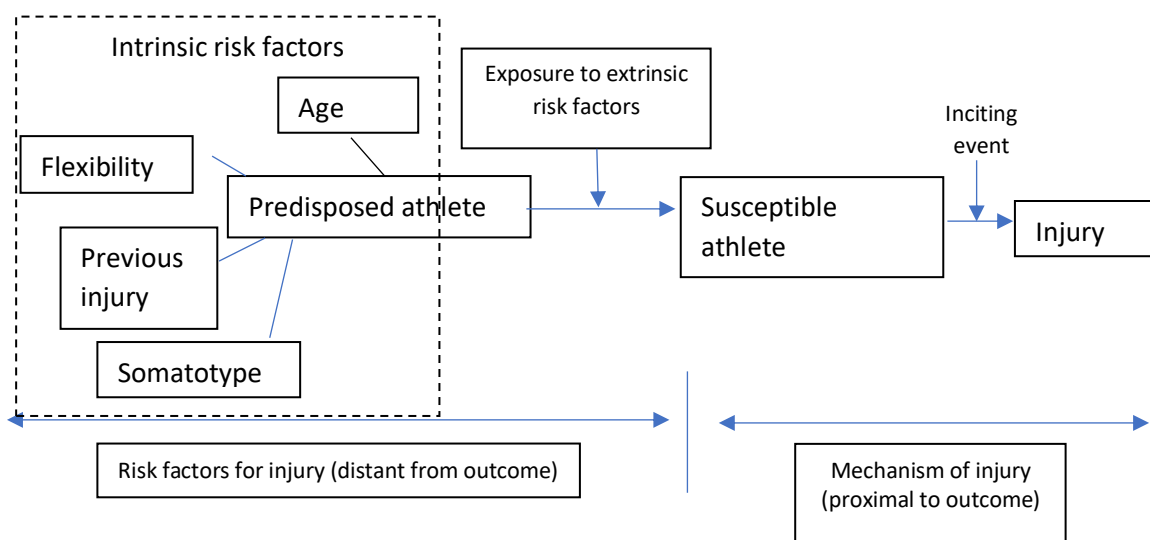 Intrinsic risk factors
Age
Flexibility
Predisposed athlete
Previous
injury
Somatotype
Exposure to extrinsic
risk factors
Susceptible
athlete
Inciting
event
Injury
Risk factors for injury (distant from outcome)
Mechanism of injury
(proximal to outcome)